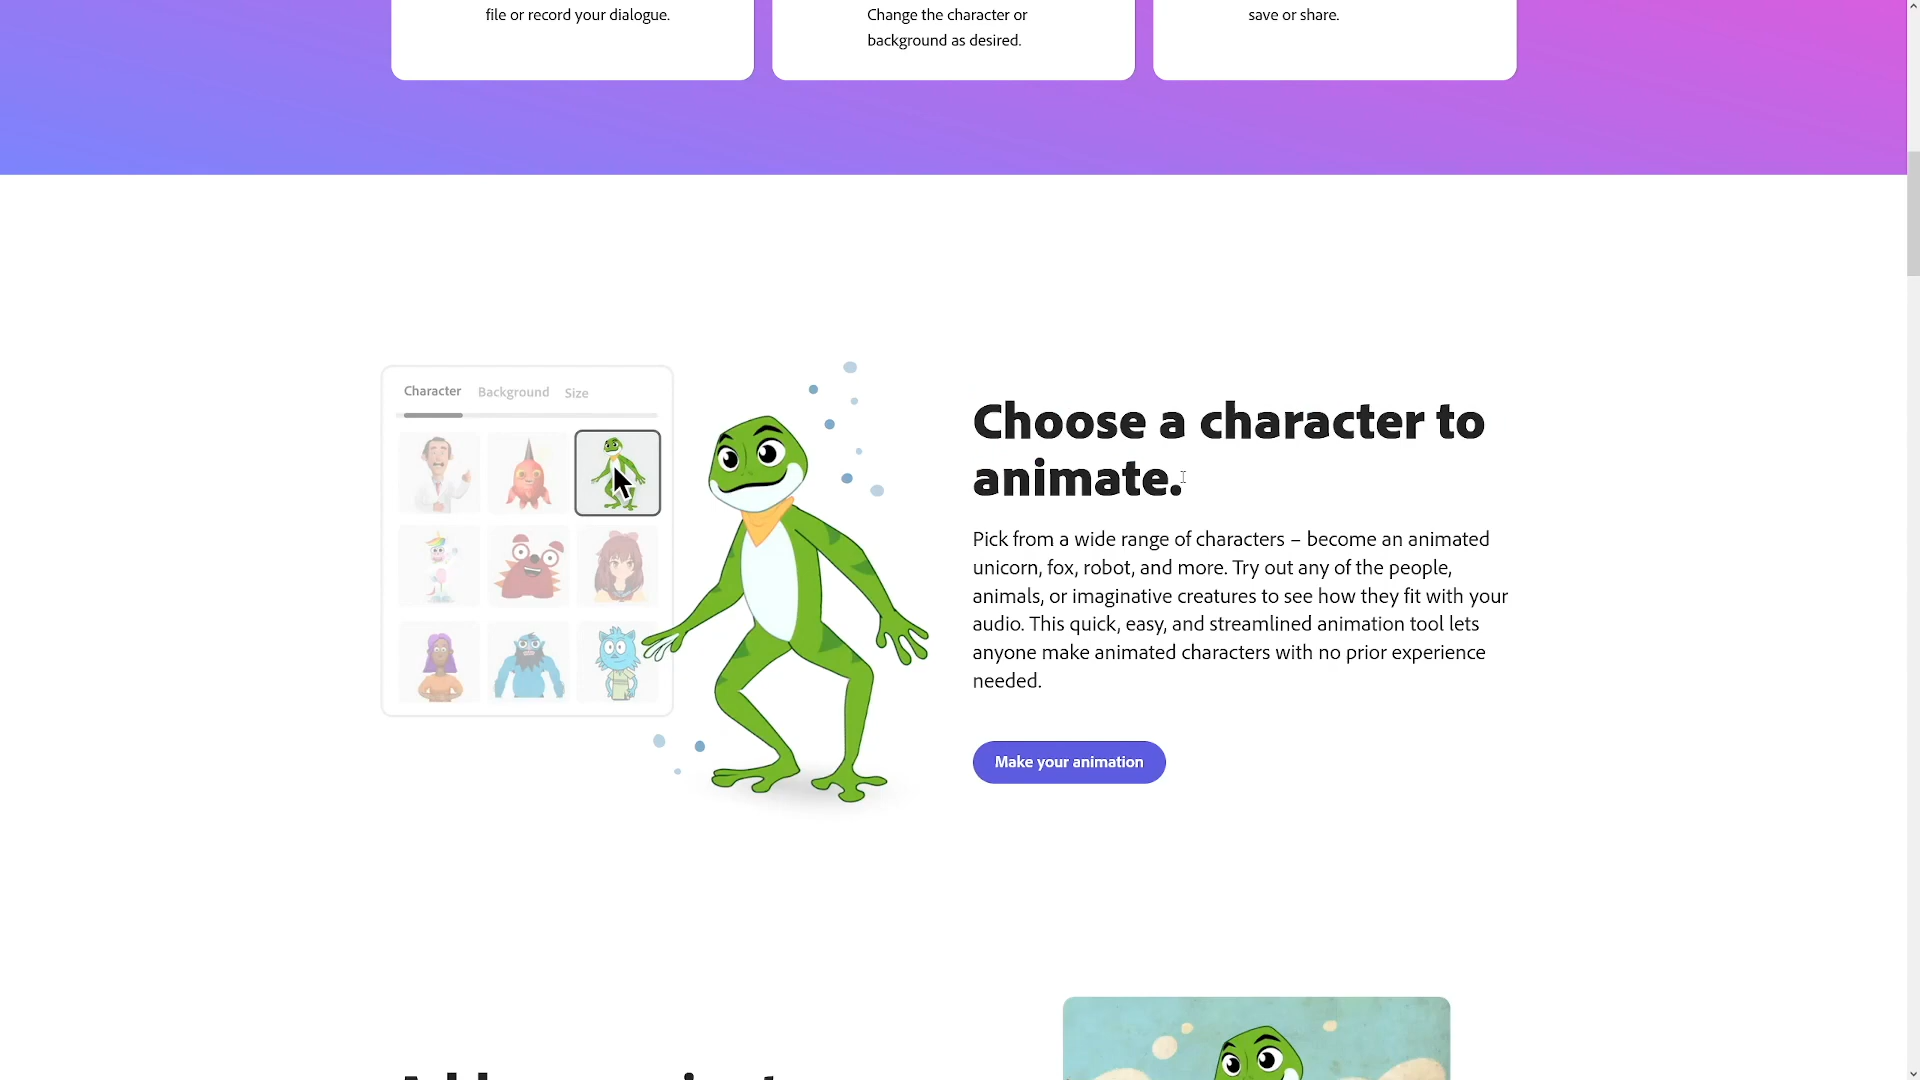 file or record your dialogue.
Change the character or
background as desired.
save or share.
Character Background Size
Choose a character to
animate.
Pick from a wide range of characters – become an animated
unicorn, fox, robot, and more. Try out any of the people,
animals, or imaginative creatures to see how they fit with your
audio. This quick, easy, and streamlined animation tool lets
anyone make animated characters with no prior experience
needed.
Make your animation